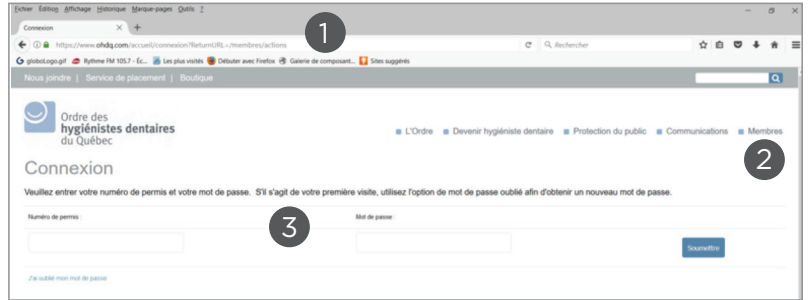 Fichier Édition Affichage Historique Marque-pages Outils ?
Connexion
https://www.ohdq.com/accueil/connexion?ReturnURL=/membres/actions
Rechercher
globoLogo.gif Rythme FM 105.7 - Éc... Les plus visités Débuter avec Firefox Galerie de composant... Sites suggérés
1
Nous joindre | Service de placement | Boutique
Ordre des
hygiénistes dentaires
du Québec
L'Ordre Devenir hygiéniste dentaire Protection du public Communications Membres
2
Connexion
Veuillez entrer votre numéro de permis et votre mot de passe. S'il s'agit de votre première visite, utilisez l'option de mot de passe oublié afin d'obtenir un nouveau mot de passe.
Numéro de permis : Mot de passe :
3
Soumettre
J'ai oublié mon mot de passe